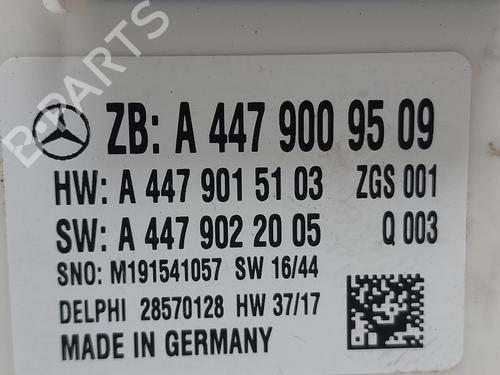 B-PARTS
ZB: A 447 900 95 09
HW: A 447 901 51 03 ZGS 001
SW: A 447 902 20 05 Q 003
SNO: M191541057 SW 16/44
DELPHI 28570128 HW 37/17
MADE IN GERMANY